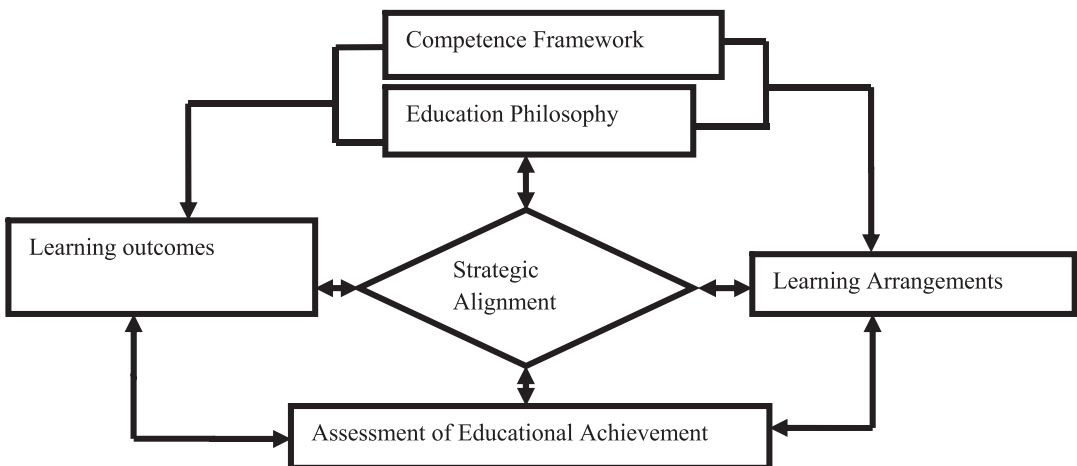 Competence Framework
Education Philosophy
Learning outcomes
Strategic
Alignment
Learning Arrangements
Assessment of Educational Achievement